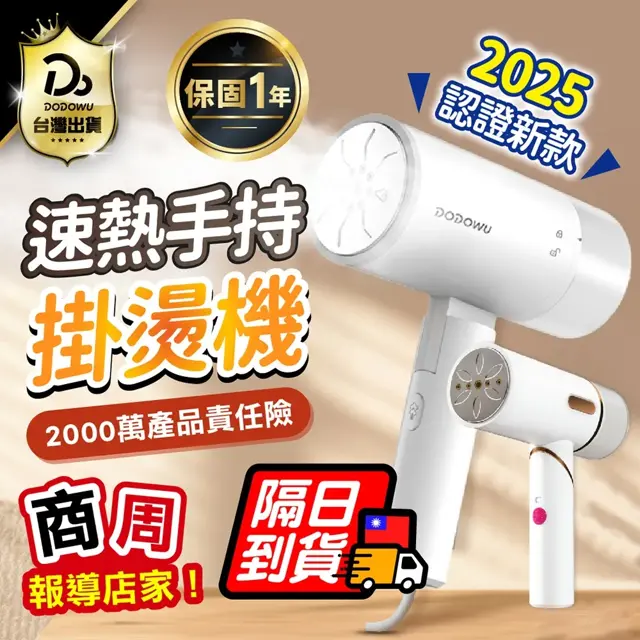 DODOWU
台灣出貨
保固1年
2025
認證新款
速熱手持
掛燙機
DODOWU
2000萬產品責任險
商周
報導店家！
隔日
到貨